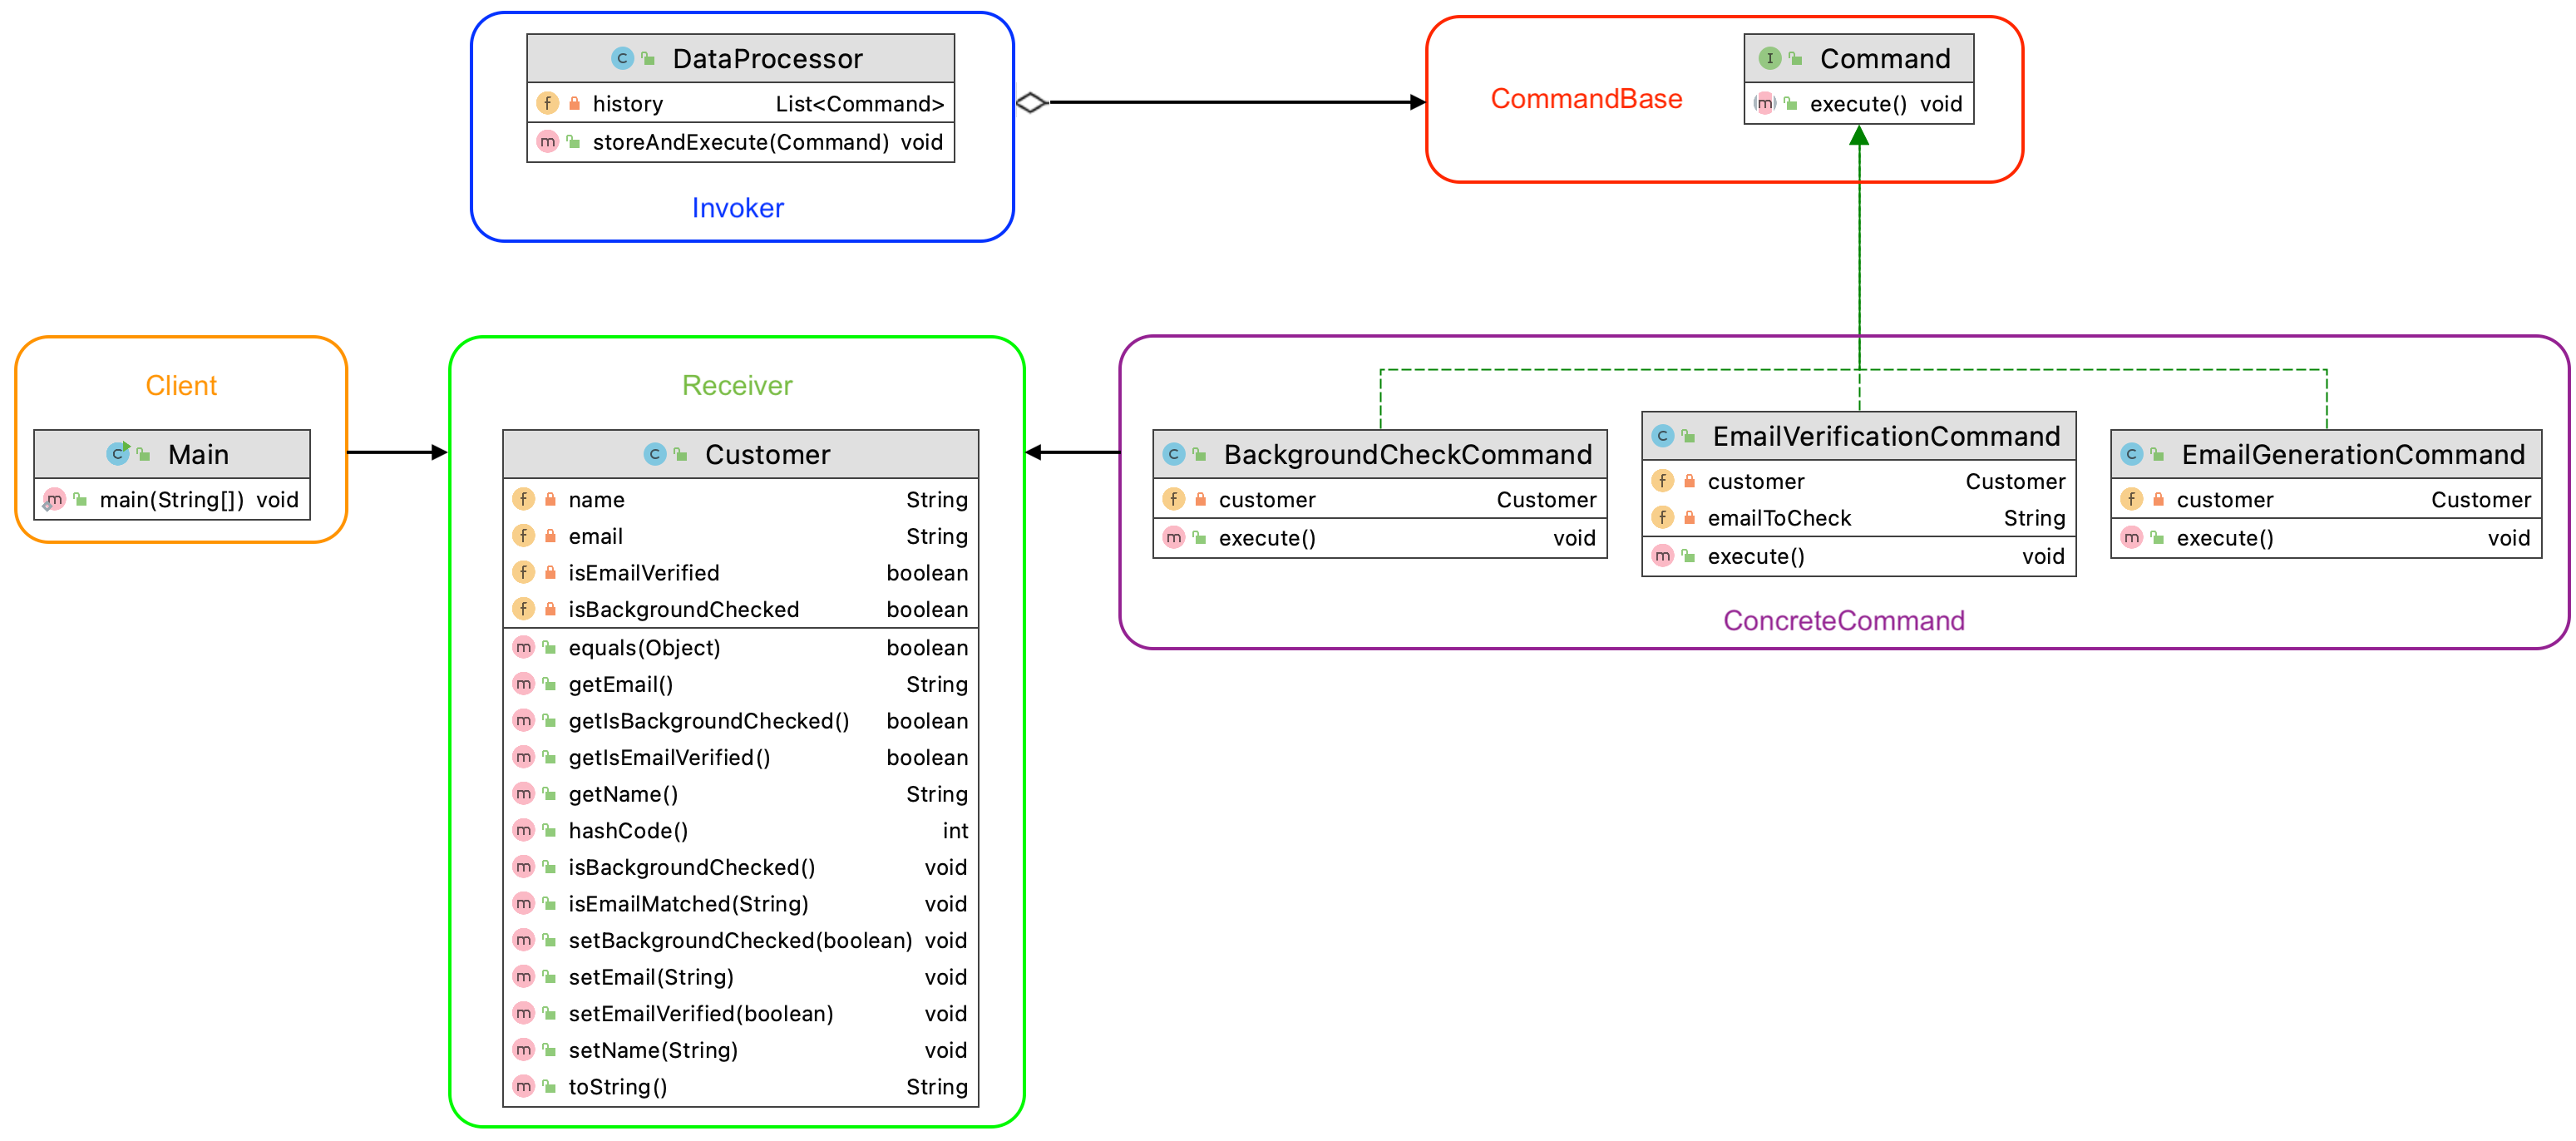 DataProcessor
history List<Command>
storeAndExecute(Command) void
Invoker
CommandBase
Command
execute() void
Client
Main
main(String[]) void
Receiver
Customer
name String
email String
isEmailVerified boolean
isBackgroundChecked boolean
equals(Object) boolean
getEmail() String
getIsBackgroundChecked() boolean
getIsEmailVerified() boolean
getName() String
hashCode() int
isBackgroundChecked() void
isEmailMatched(String) void
setBackgroundChecked(boolean) void
setEmail(String) void
setEmailVerified(boolean) void
setName(String) void
toString() String
BackgroundCheckCommand
customer Customer
execute() void
EmailVerificationCommand
customer Customer
emailToCheck String
execute() void
EmailGenerationCommand
customer Customer
execute() void
ConcreteCommand